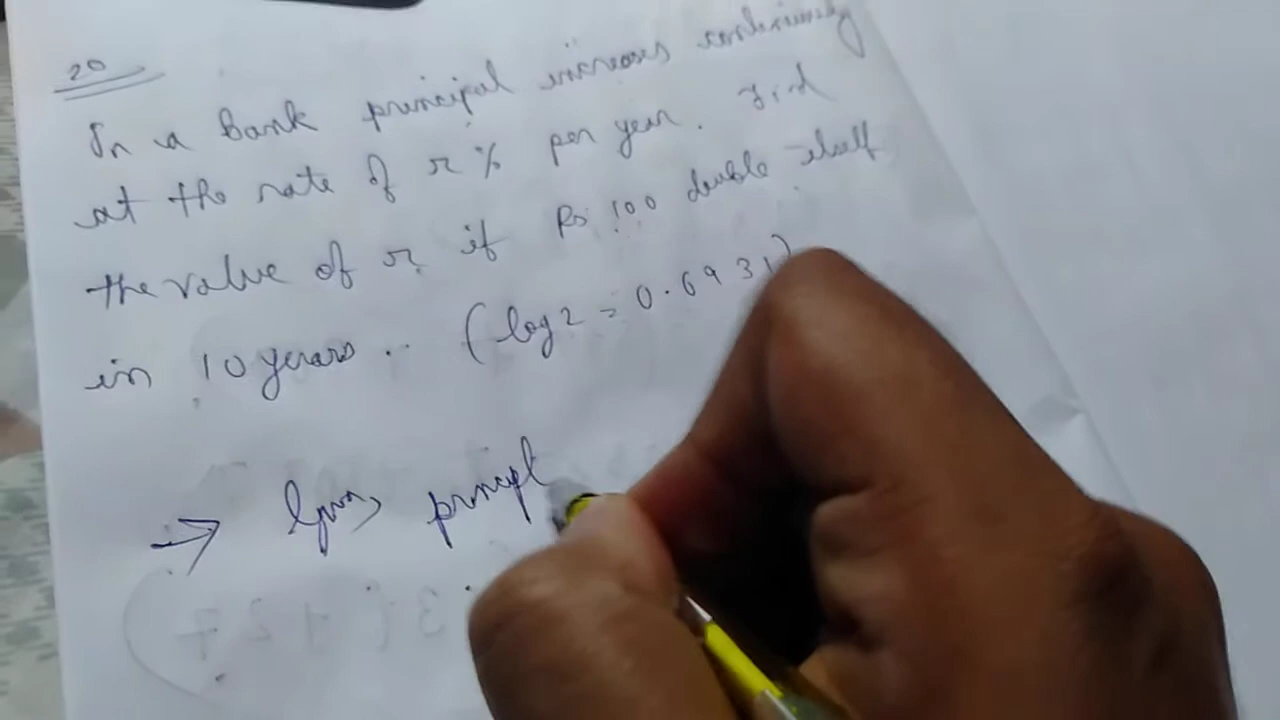 20
In a bank principal increases continuously
at the rate of r % per year. Find
the value of r if Rs 100 double itself
in 10 years.. (log 2 = 0.6931)
→ Given, principl